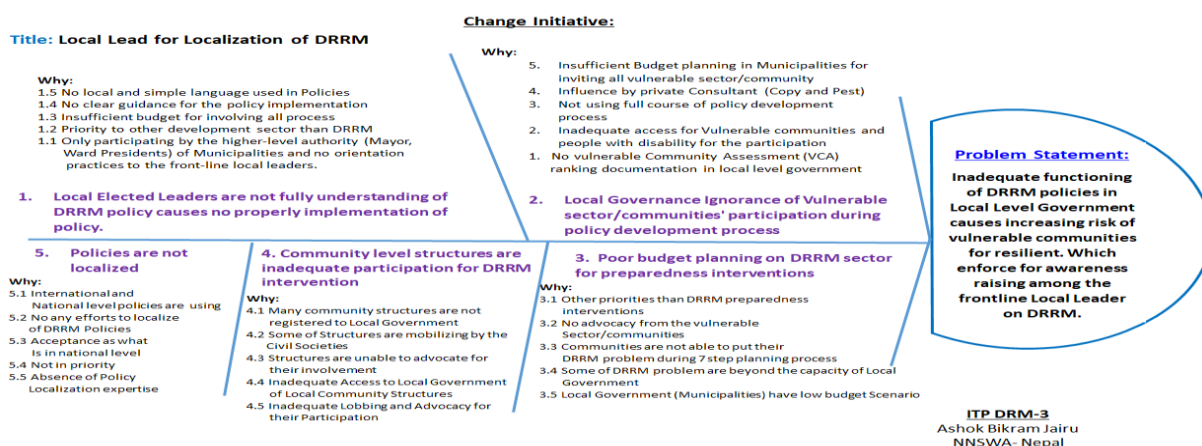 Change Initiative:
Title: Local Lead for Localization of DRRM
Why:
1.5 No local and simple language used in Policies
1.4 No clear guidance for the policy implementation
1.3 Insufficient budget for involving all process
1.2 Priority to other development sector than DRRM
1.1 Only participating by the higher-level authority (Mayor,
Ward Presidents) of Municipalities and no orientation
practices to the front-line local leaders.
1. Local Elected Leaders are not fully understanding of
DRRM policy causes no properly implementation of
policy.
Why:
5. Insufficient Budget planning in Municipalities for
inviting all vulnerable sector/community
4. Influence by private Consultant (Copy and Pest)
3. Not using full course of policy development
process
2. Inadequate access for Vulnerable communities and
people with disability for the participation
1. No vulnerable Community Assessment (VCA)
ranking documentation in local level government
2. Local Governance Ignorance of Vulnerable
sector/communities' participation during
policy development process
Problem Statement:
Inadequate functioning
of DRRM policies in
Local Level Government
causes increasing risk of
vulnerable communities
for resilient. Which
enforce for awareness
raising among the
frontline Local Leader
on DRRM.
5. Policies are not
localized
Why:
5.1 International and
National level policies are using
5.2 No any efforts to localize
of DRRM Policies
5.3 Acceptance as what
Is in national level
5.4 Not in priority
5.5 Absence of Policy
Localization expertise
4. Community level structures are
inadequate participation for DRRM
intervention
Why:
4.1 Many community structures are not
registered to Local Government
4.2 Some of Structures are mobilizing by the
Civil Societies
4.3 Structures are unable to advocate for
their involvement
4.4 Inadequate Access to Local Government
of Local Community Structures
4.5 Inadequate Lobbing and Advocacy for
their Participation
3. Poor budget planning on DRRM sector
for preparedness interventions
Why:
3.1 Other priorities than DRRM preparedness
interventions
3.2 No advocacy from the vulnerable
Sector/communities
3.3 Communities are not able to put their
DRRM problem during 7 step planning process
3.4 Some of DRRM problem are beyond the capacity of Local
Government
3.5 Local Government (Municipalities) have low budget Scenario
ITP DRM-3
Ashok Bikram Jairu
NNSWA- Nepal